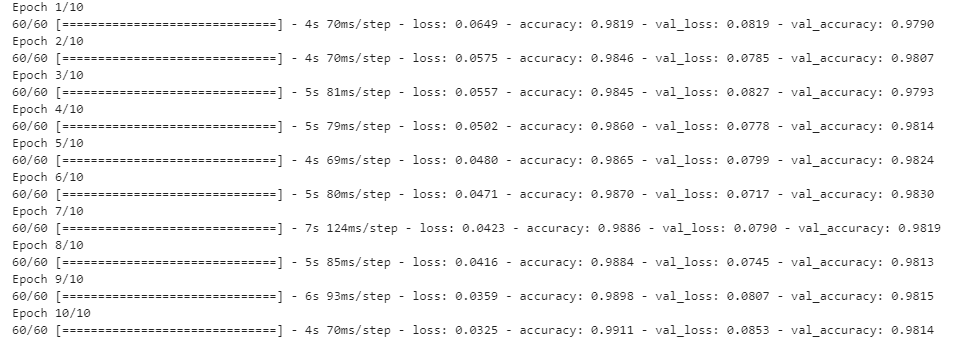 Epoch 1/10
60/60 [==============================] - 4s 70ms/step - loss: 0.0649 - accuracy: 0.9819 - val_loss: 0.0819 - val_accuracy: 0.9790
Epoch 2/10
60/60 [==============================] - 4s 70ms/step - loss: 0.0575 - accuracy: 0.9846 - val_loss: 0.0785 - val_accuracy: 0.9807
Epoch 3/10
60/60 [==============================] - 5s 81ms/step - loss: 0.0557 - accuracy: 0.9845 - val_loss: 0.0827 - val_accuracy: 0.9793
Epoch 4/10
60/60 [==============================] - 5s 79ms/step - loss: 0.0502 - accuracy: 0.9860 - val_loss: 0.0778 - val_accuracy: 0.9814
Epoch 5/10
60/60 [==============================] - 4s 69ms/step - loss: 0.0480 - accuracy: 0.9865 - val_loss: 0.0799 - val_accuracy: 0.9824
Epoch 6/10
60/60 [==============================] - 5s 80ms/step - loss: 0.0471 - accuracy: 0.9870 - val_loss: 0.0717 - val_accuracy: 0.9830
Epoch 7/10
60/60 [==============================] - 7s 124ms/step - loss: 0.0423 - accuracy: 0.9886 - val_loss: 0.0790 - val_accuracy: 0.9819
Epoch 8/10
60/60 [==============================] - 5s 85ms/step - loss: 0.0416 - accuracy: 0.9884 - val_loss: 0.0745 - val_accuracy: 0.9813
Epoch 9/10
60/60 [==============================] - 6s 93ms/step - loss: 0.0359 - accuracy: 0.9898 - val_loss: 0.0807 - val_accuracy: 0.9815
Epoch 10/10
60/60 [==============================] - 4s 70ms/step - loss: 0.0325 - accuracy: 0.9911 - val_loss: 0.0853 - val_accuracy: 0.9814